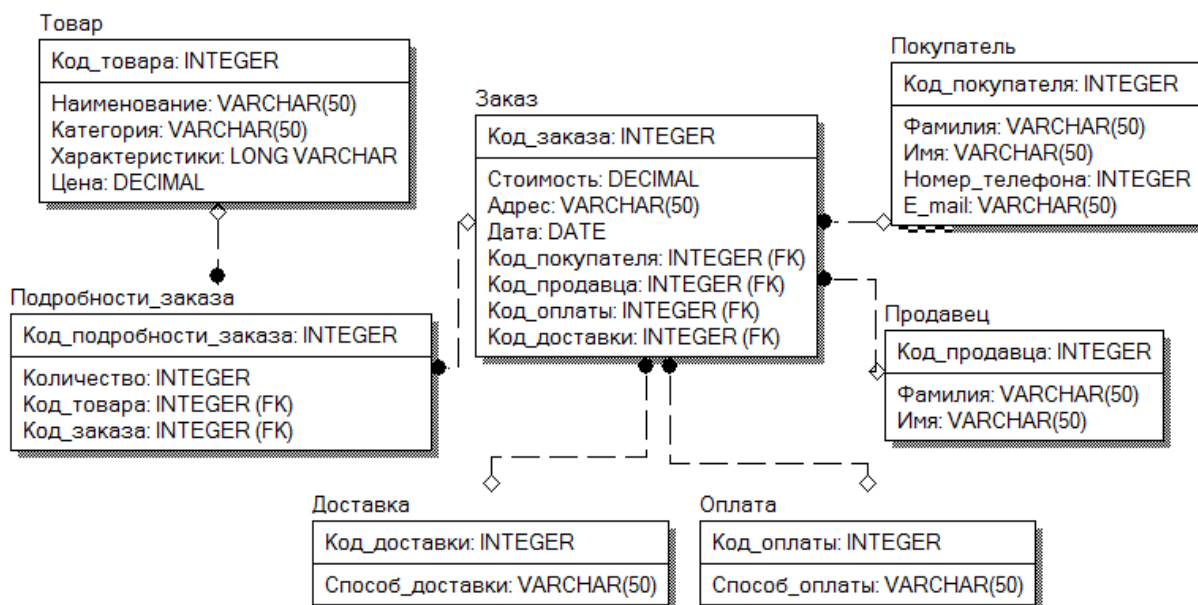 Товар
Код_товара: INTEGER
Наименование: VARCHAR(50)
Категория: VARCHAR(50)
Характеристики: LONG VARCHAR
Цена: DECIMAL
Заказ
Код_заказа: INTEGER
Стоимость: DECIMAL
Адрес: VARCHAR(50)
Дата: DATE
Код_покупателя: INTEGER (FK)
Код_продавца: INTEGER (FK)
Код_оплаты: INTEGER (FK)
Код_доставки: INTEGER (FK)
Покупатель
Код_покупателя: INTEGER
Фамилия: VARCHAR(50)
Имя: VARCHAR(50)
Номер_телефона: INTEGER
E_mail: VARCHAR(50)
Подробности_заказа
Код_подробности_заказа: INTEGER
Количество: INTEGER
Код_товара: INTEGER (FK)
Код_заказа: INTEGER (FK)
Продавец
Код_продавца: INTEGER
Фамилия: VARCHAR(50)
Имя: VARCHAR(50)
Доставка
Код_доставки: INTEGER
Способ_доставки: VARCHAR(50)
Оплата
Код_оплаты: INTEGER
Способ_оплаты: VARCHAR(50)